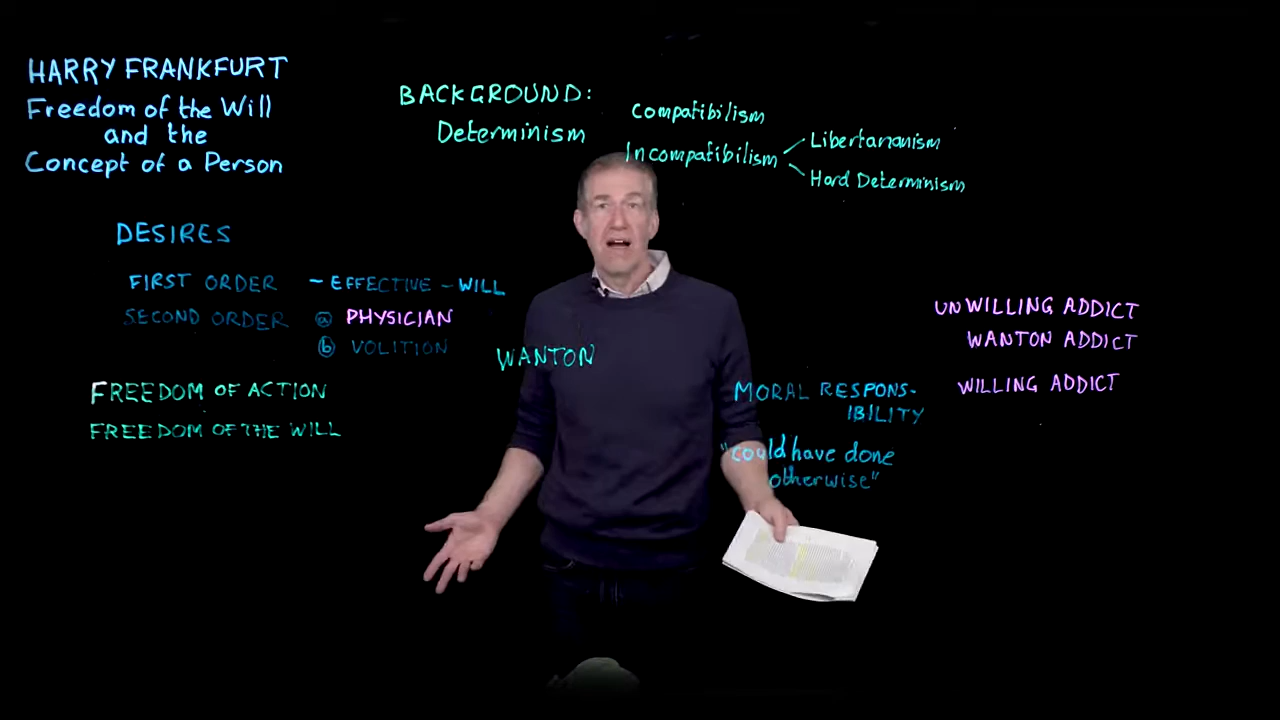 HARRY FRANKFURT
Freedom of the Will
and the
Concept of a Person
BACKGROUND:
Determinism
Compatibilism
Incompatibilism
Libertarianism
Hard Determinism
DESIRES
FIRST ORDER - EFFECTIVE - WILL
SECOND ORDER ⓐ PHYSICIAN
ⓑ VOLITION
WANTON
FREEDOM OF ACTION
FREEDOM OF THE WILL
MORAL RESPONS-
IBILITY
"could have done
otherwise"
UNWILLING ADDICT
WANTON ADDICT
WILLING ADDICT